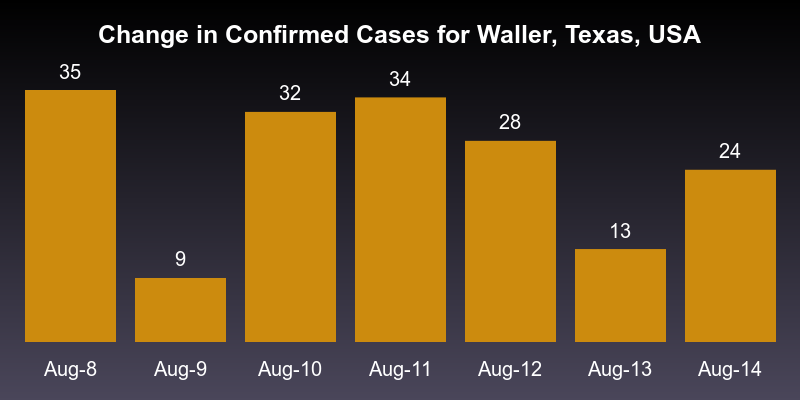 Change in Confirmed Cases for Waller, Texas, USA
35
9
32
34
28
13
24
Aug-8
Aug-9
Aug-10
Aug-11
Aug-12
Aug-13
Aug-14